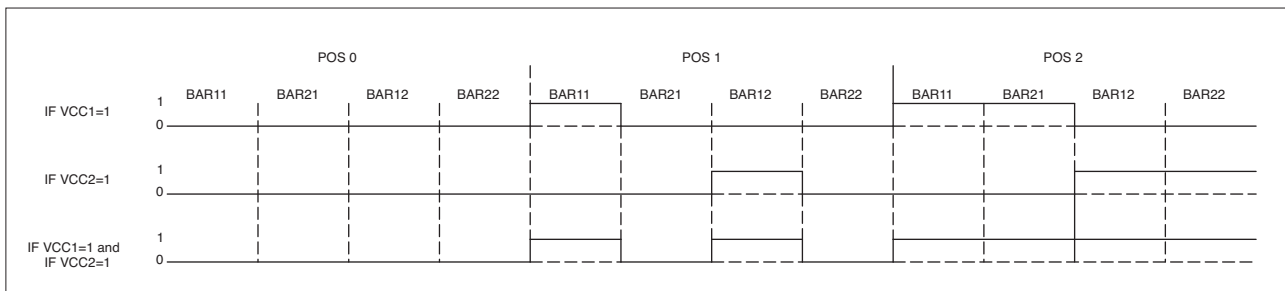 POS 0 POS 1 POS 2
BAR11 BAR21 BAR12 BAR22 BAR11 BAR21 BAR12 BAR22 BAR11 BAR21 BAR12 BAR22
IF VCC1=1 1
0
IF VCC2=1 1
0
IF VCC1=1 and 1
IF VCC2=1 0